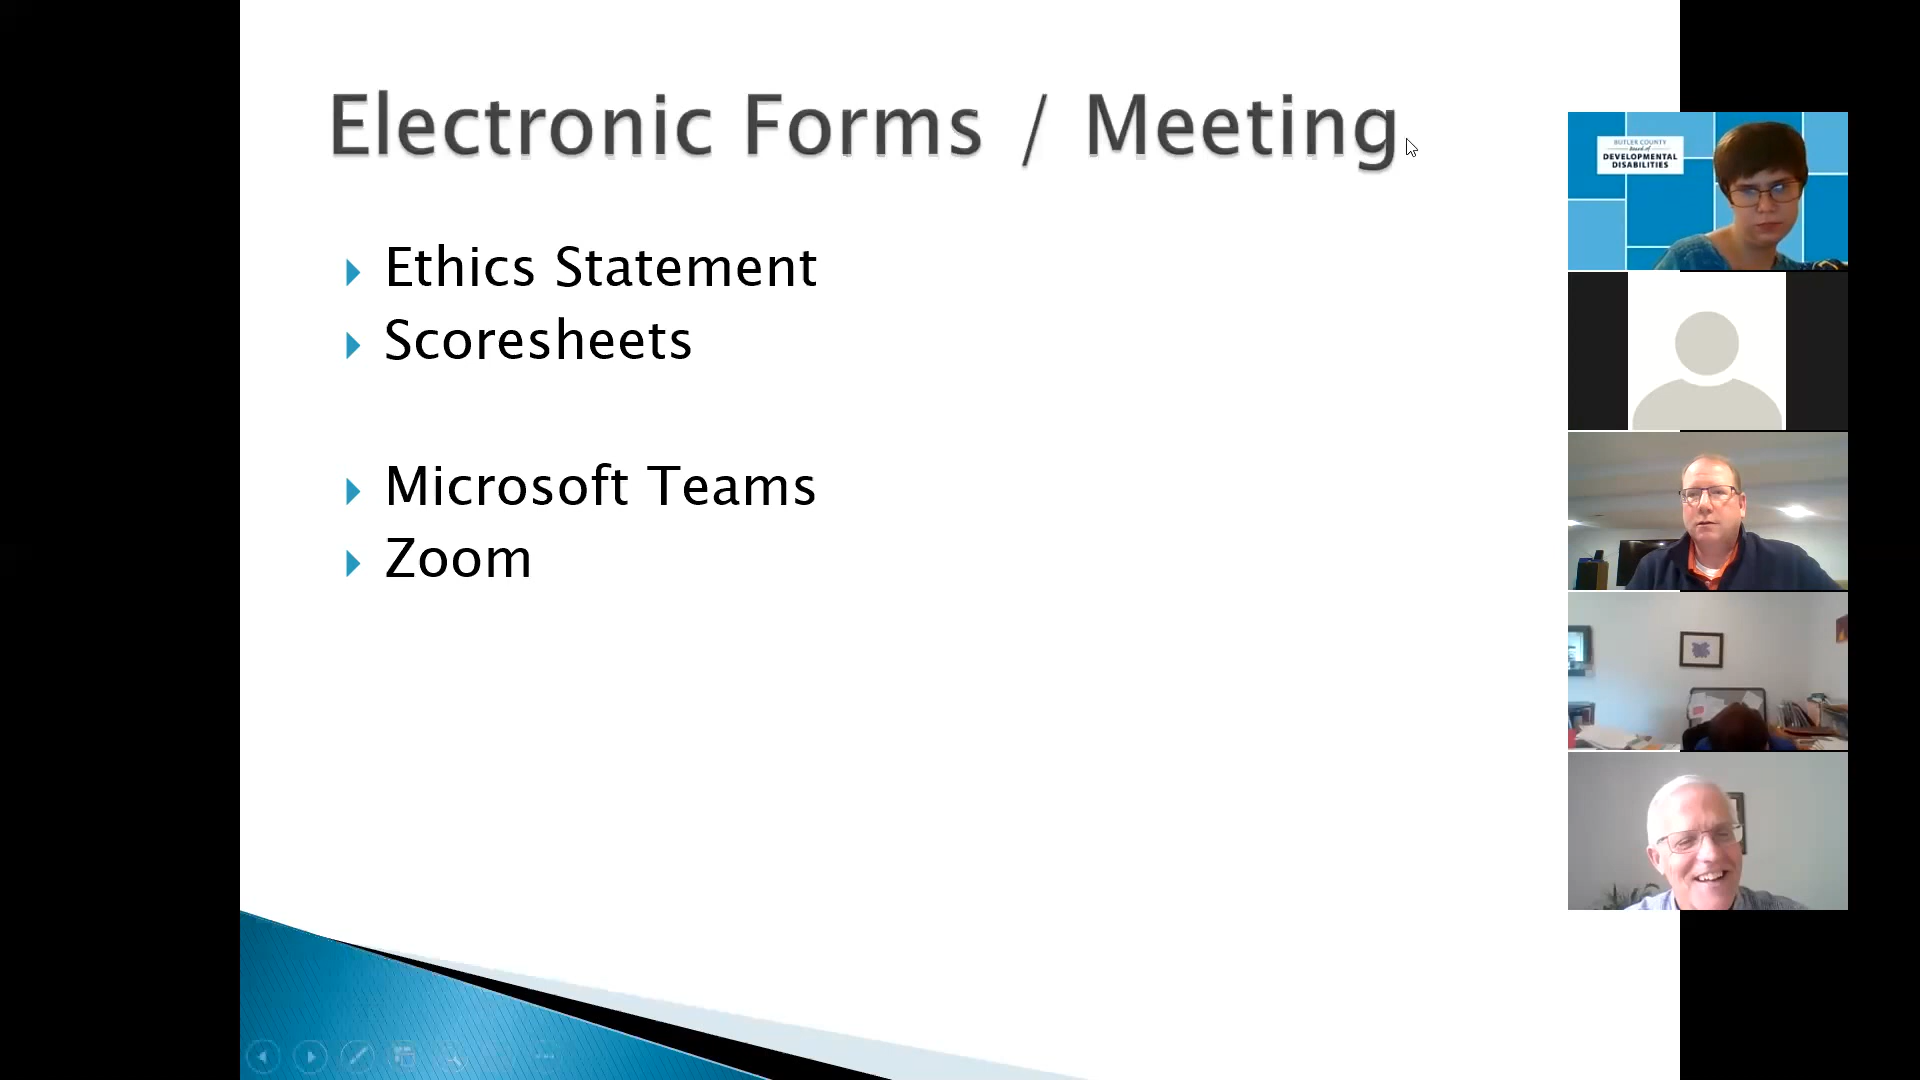 Electronic Forms / Meeting
Ethics Statement
Scoresheets
Microsoft Teams
Zoom
BUTLER COUNTY
board of
DEVELOPMENTAL
DISABILITIES